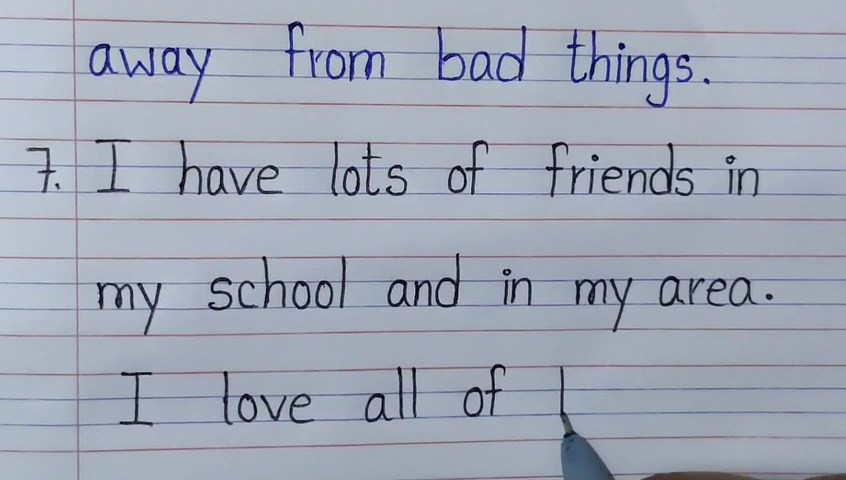 away from bad things.
7. I have lots of friends in
my school and in my area.
I love all of